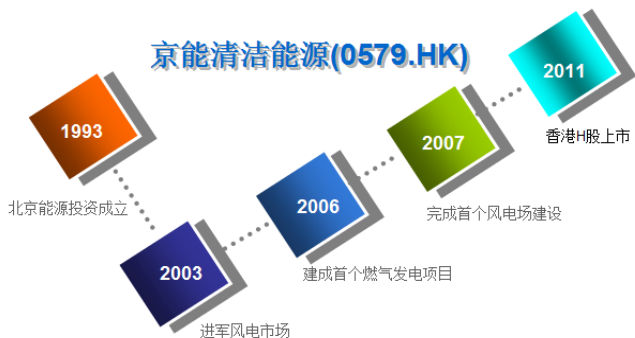 京能清洁能源(0579.HK)
1993
北京能源投资成立
2003
进军风电市场
2006
建成首个燃气发电项目
2007
完成首个风电场建设
2011
香港H股上市